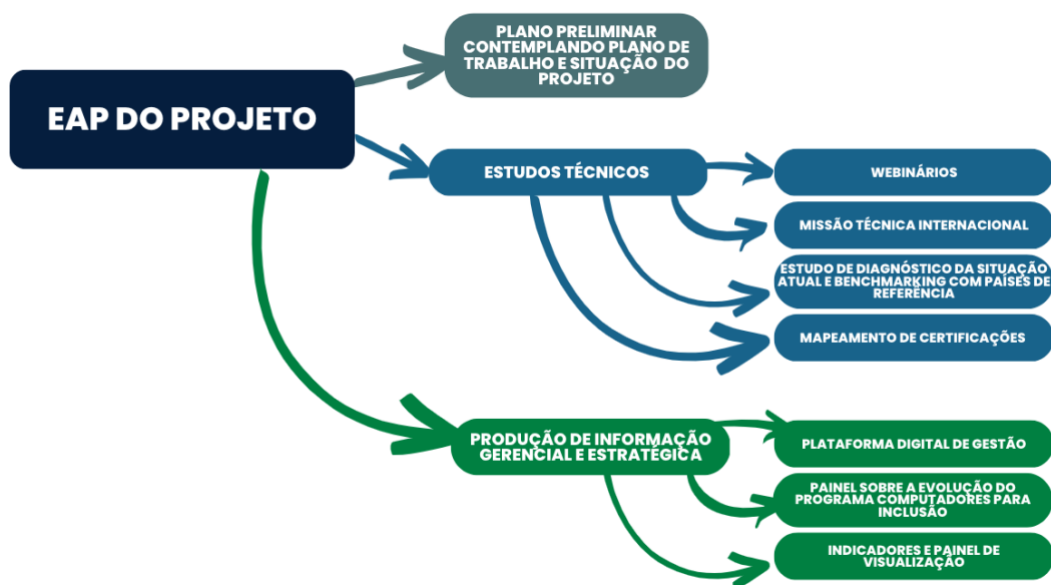 PLANO PRELIMINAR
CONTEMPLANDO PLANO DE
TRABALHO E SITUAÇÃO DO
PROJETO
EAP DO PROJETO
ESTUDOS TÉCNICOS
WEBINÁRIOS
MISSÃO TÉCNICA INTERNACIONAL
ESTUDO DE DIAGNÓSTICO DA SITUAÇÃO
ATUAL E BENCHMARKING COM PAÍSES DE
REFERÊNCIA
MAPEAMENTO DE CERTIFICAÇÕES
PRODUÇÃO DE INFORMAÇÃO
GERENCIAL E ESTRATÉGICA
PLATAFORMA DIGITAL DE GESTÃO
PAINEL SOBRE A EVOLUÇÃO DO
PROGRAMA COMPUTADORES PARA
INCLUSÃO
INDICADORES E PAINEL DE
VISUALIZAÇÃO